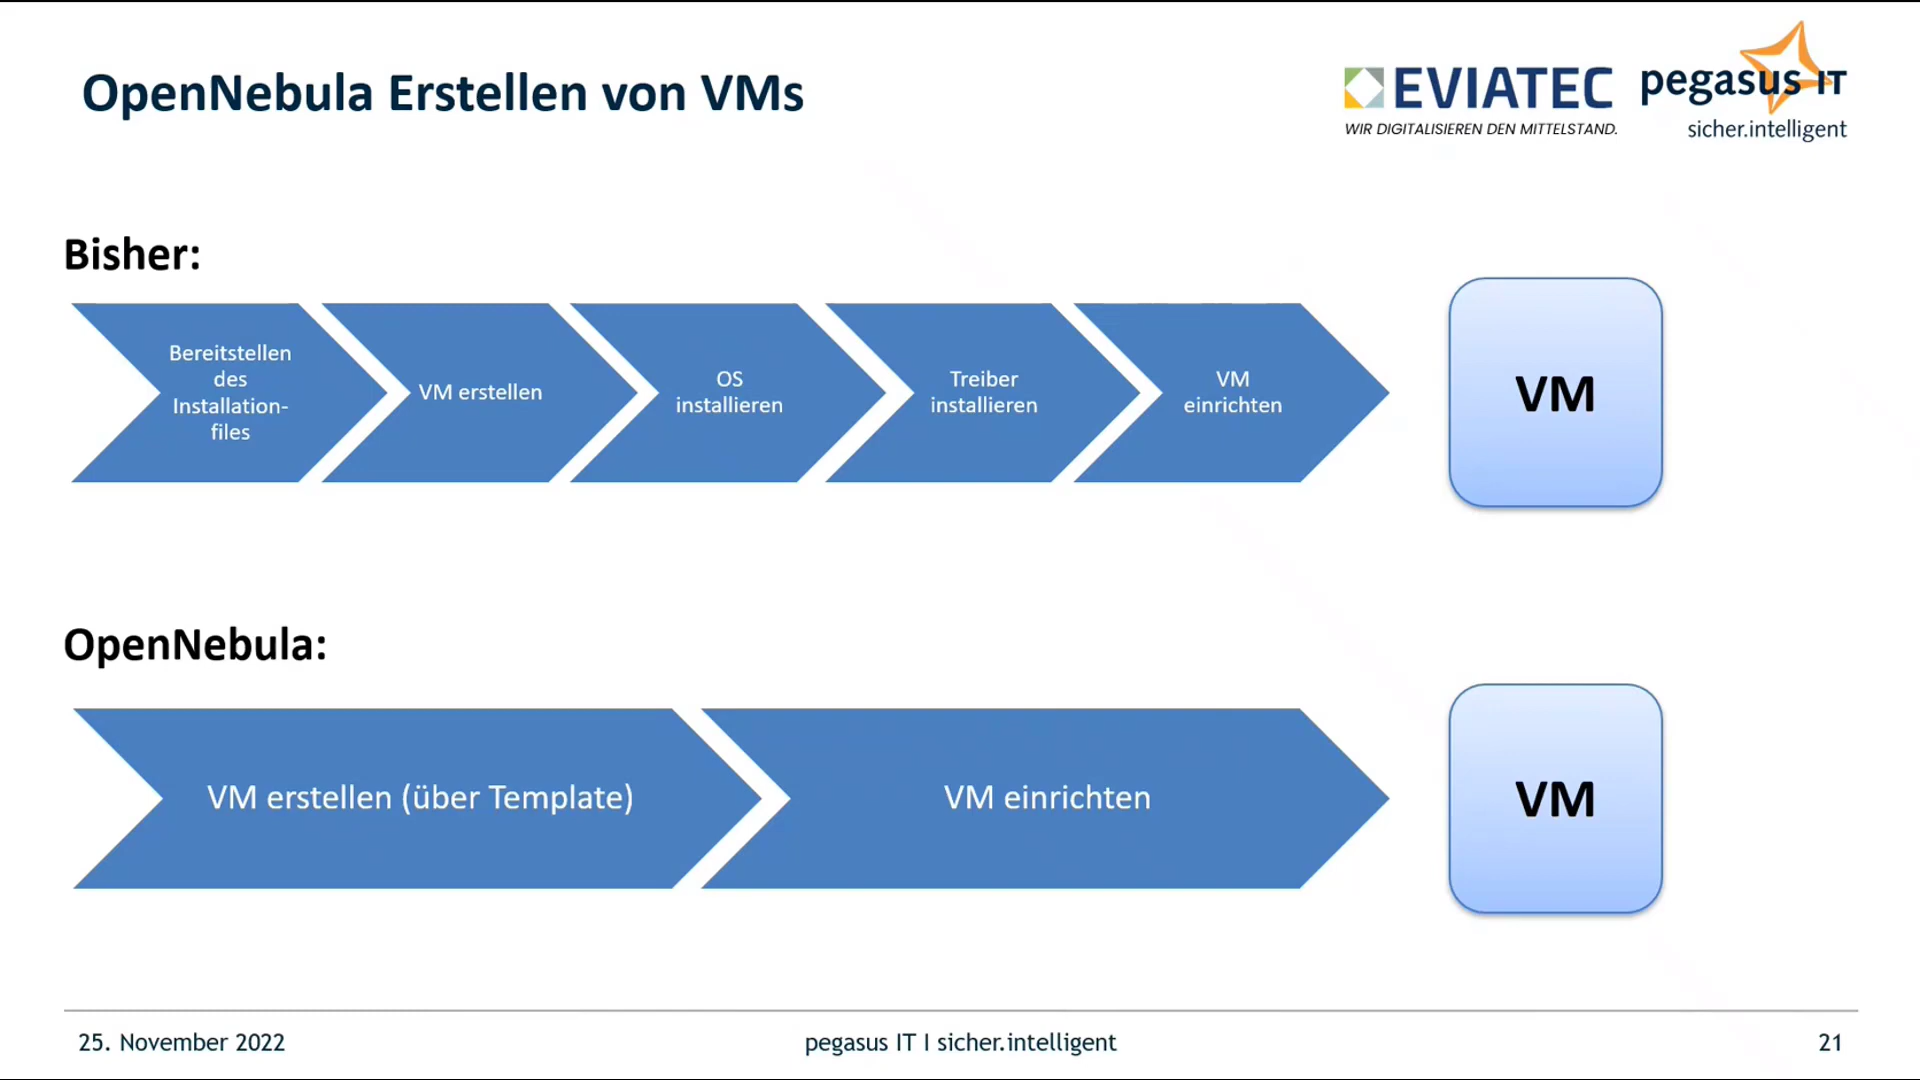 OpenNebula Erstellen von VMs
EVIATEC
WIR DIGITALISIEREN DEN MITTELSTAND.
pegasus IT
sicher.intelligent
Bisher:
Bereitstellen
des
Installation-
files
VM erstellen
OS
installieren
Treiber
installieren
VM
einrichten
VM
OpenNebula:
VM erstellen (über Template)
VM einrichten
VM
25. November 2022
pegasus IT I sicher.intelligent
21